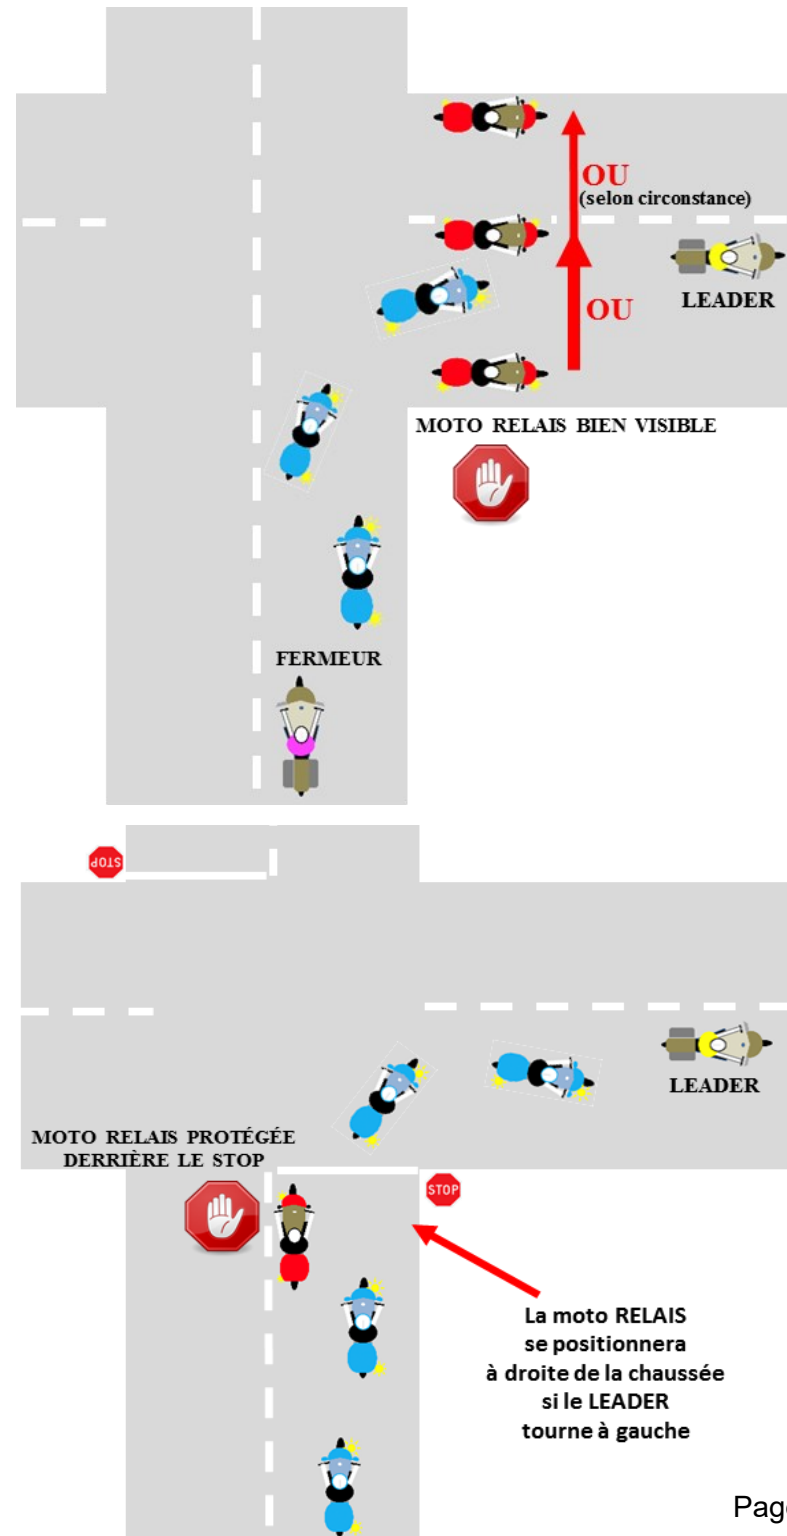 OU
(selon circonstance)
OU
LEADER
MOTO RELAIS BIEN VISIBLE
FERMEUR
STOP
LEADER
MOTO RELAIS PROTÉGÉE
DERRIÈRE LE STOP
STOP
La moto RELAIS
se positionnera
à droite de la chaussée
si le LEADER
tourne à gauche
Page